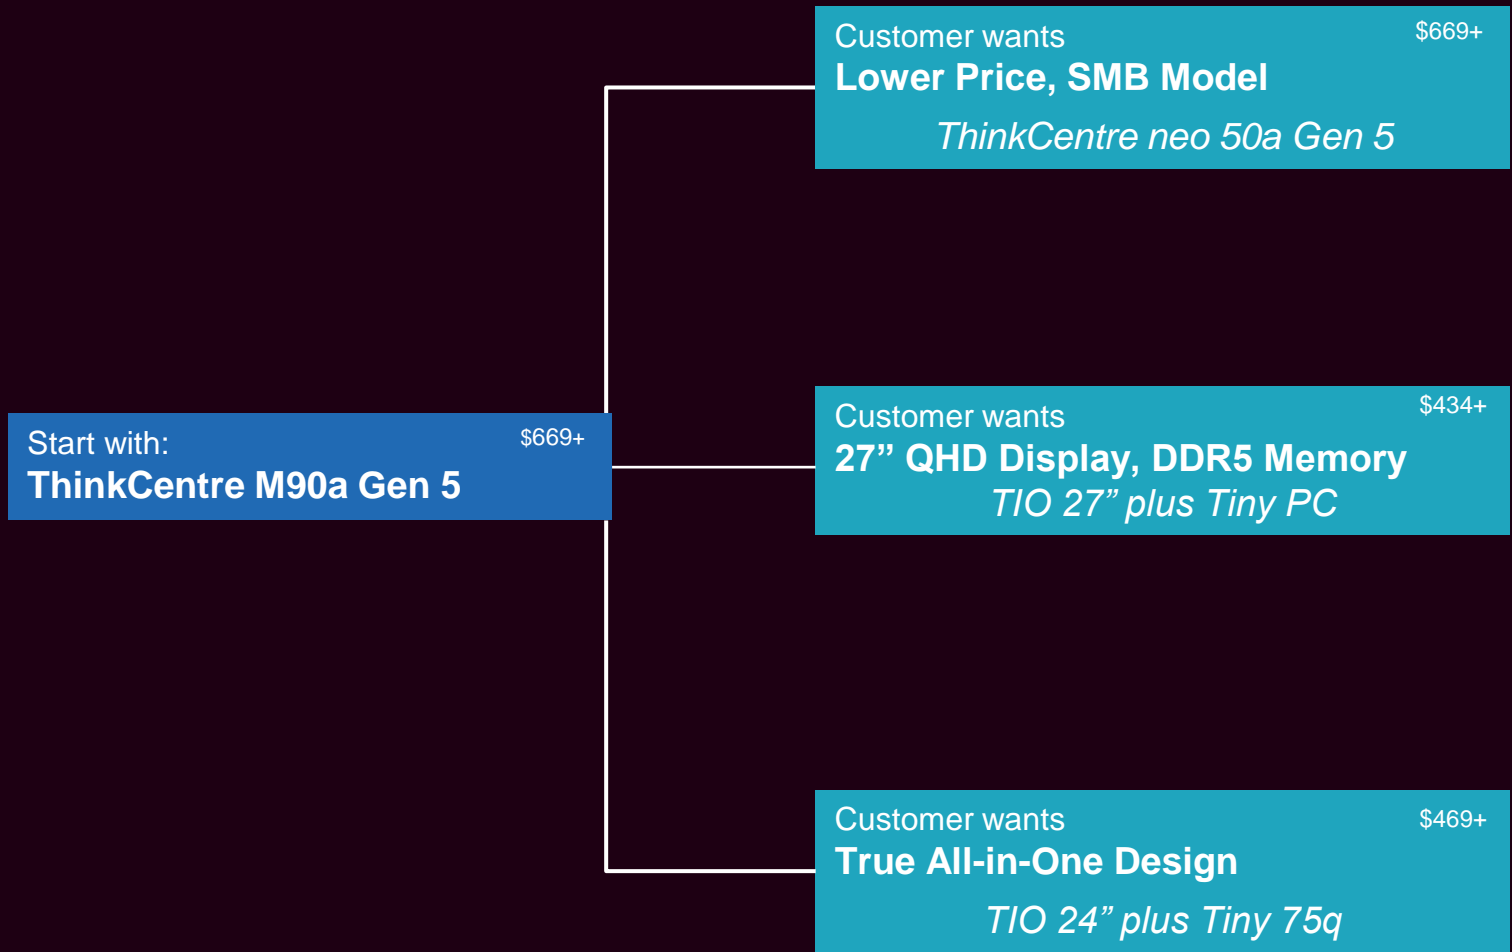 Customer wants $669+
Lower Price, SMB Model
ThinkCentre neo 50a Gen 5
Start with: $669+
ThinkCentre M90a Gen 5
Customer wants $434+
27” QHD Display, DDR5 Memory
TIO 27” plus Tiny PC
Customer wants $469+
True All-in-One Design
TIO 24” plus Tiny 75q